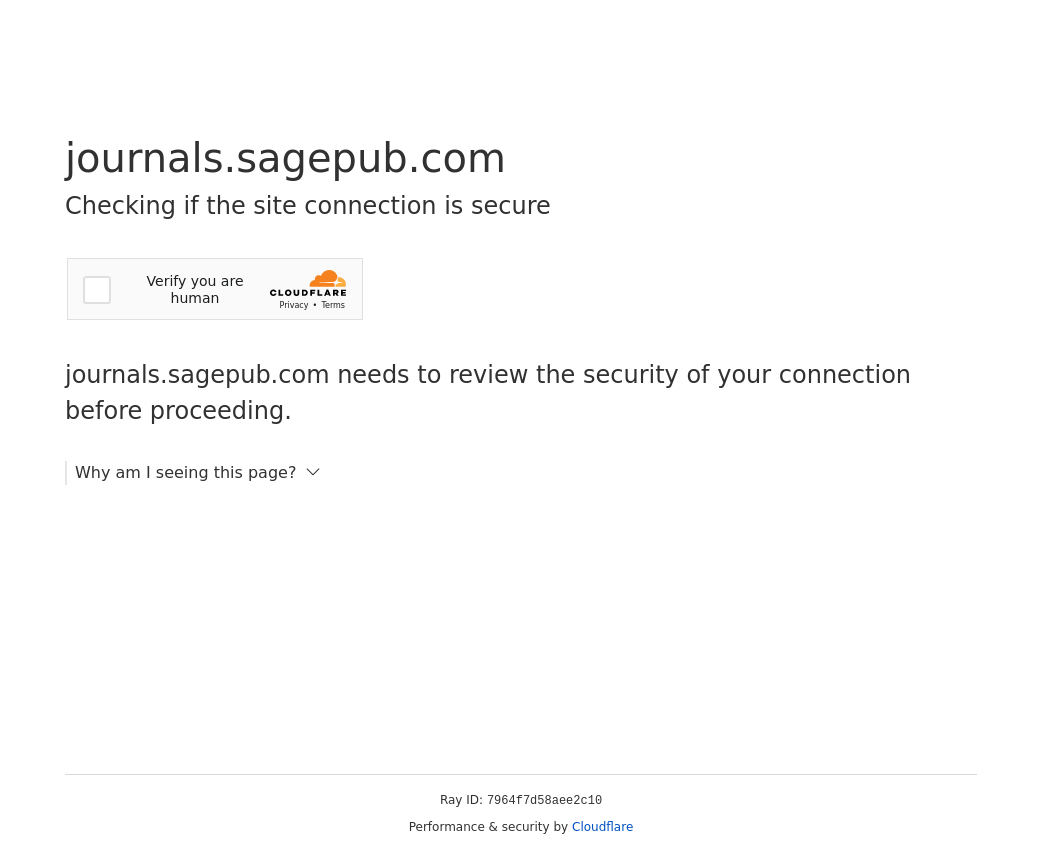 journals.sagepub.com
Checking if the site connection is secure
Verify you are
human
CLOUDFLARE
Privacy • Terms
journals.sagepub.com needs to review the security of your connection
before proceeding.
Why am I seeing this page?
Ray ID: 7964f7d58aee2c10
Performance & security by Cloudflare